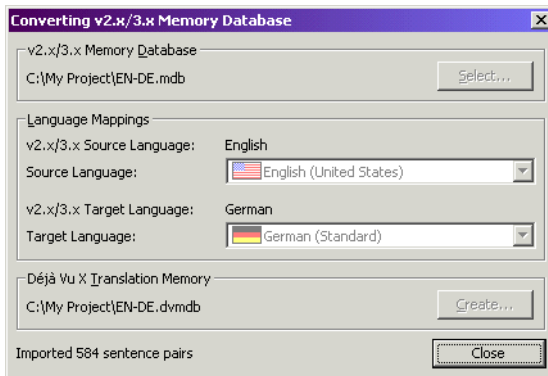 Converting v2.x/3.x Memory Database
v2.x/3.x Memory Database
C:\My Project\EN-DE.mdb
Select...
Language Mappings
v2.x/3.x Source Language: English
Source Language: English (United States)
v2.x/3.x Target Language: German
Target Language: German (Standard)
Déjà Vu X Translation Memory
C:\My Project\EN-DE.dvmdb
Create...
Imported 584 sentence pairs
Close